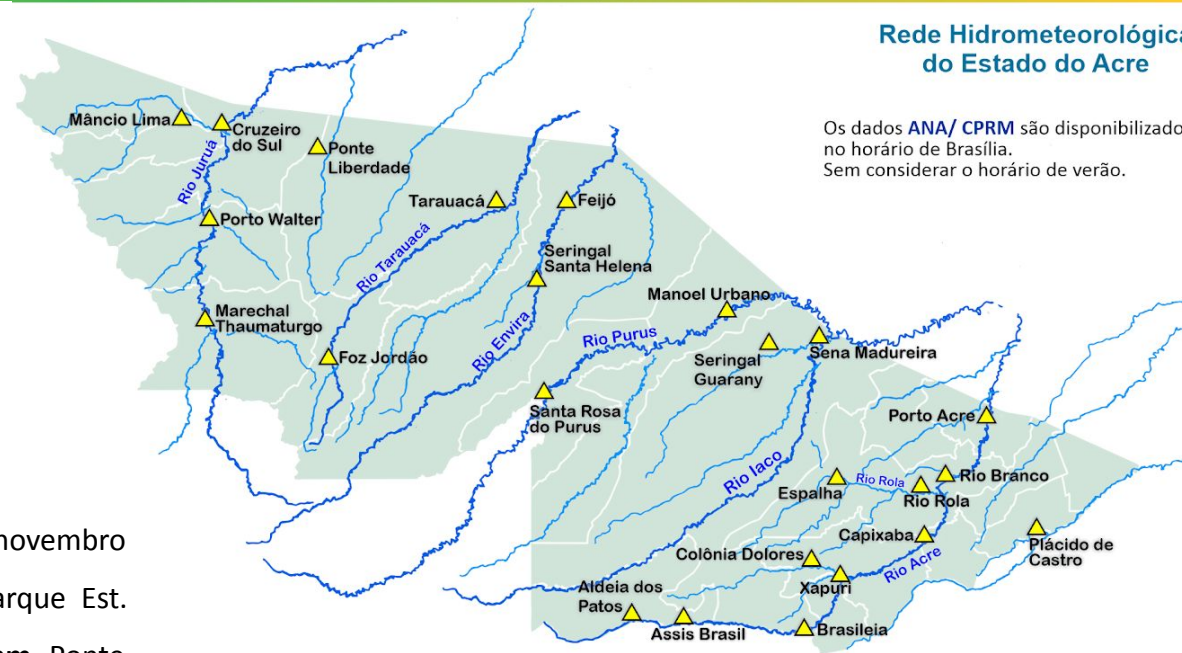 Rede Hidrometeorológica
do Estado do Acre
Os dados ANA/ CPRM são disponibilizado
no horário de Brasília.
Sem considerar o horário de verão.
Mâncio Lima
Cruzeiro
do Sul
Ponte
Liberdade
Rio Juruá
Tarauacá
Feijó
Porto Walter
Rio Tarauacá
Seringal
Santa Helena
Manoel Urbano
Marechal
Thaumaturgo
Rio Envira
Rio Purus
Foz Jordão
Seringal
Guarany
Sena Madureira
Santa Rosa
do Purus
Porto Acre
Rio Iaco
Espalha
Rio Rola
Rio Rola
Rio Branco
Capixaba
Plácido de
Castro
Colônia Dolores
Rio Acre
Xapuri
Aldeia dos
Patos
Assis Brasil
Brasileia
novembro
arque Est.